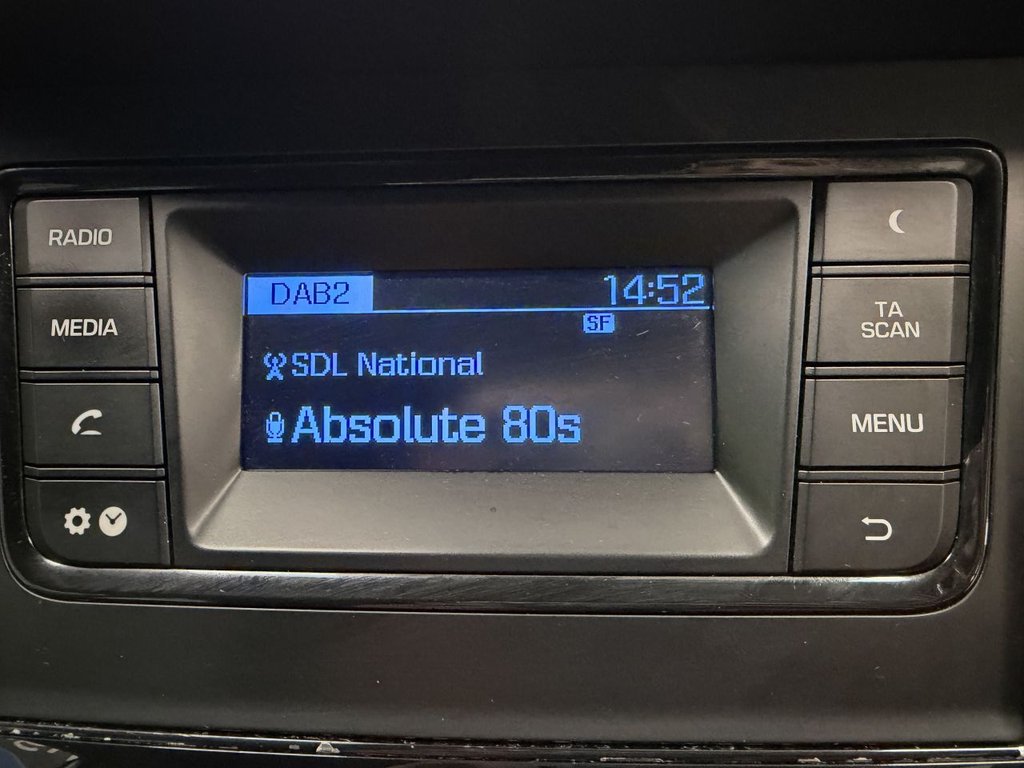 RADIO
MEDIA
DAB2 14:52
SF
SDL National
Absolute 80s
TA
SCAN
MENU